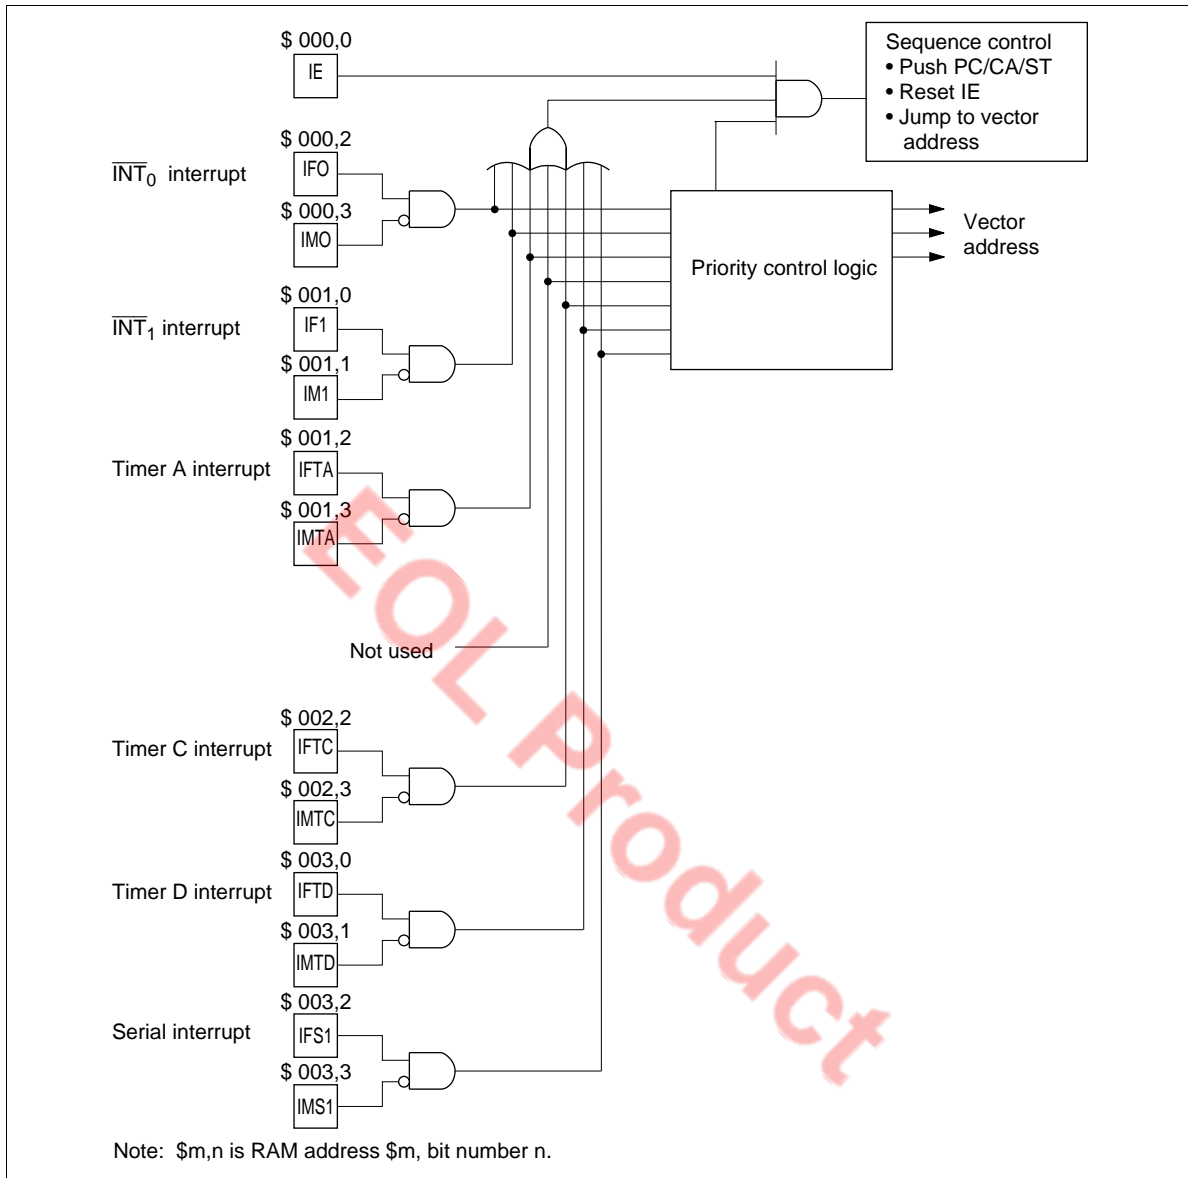 $ 000,0
IE
Sequence control
• Push PC/CA/ST
• Reset IE
• Jump to vector
address
$ 000,2
INT0 interrupt
IFO
$ 000,3
IMO
Vector
address
Priority control logic
$ 001,0
INT1 interrupt
IF1
$ 001,1
IM1
$ 001,2
Timer A interrupt
IFTA
$ 001,3
IMTA
Not used
$ 002,2
Timer C interrupt
IFTC
$ 002,3
IMTC
$ 003,0
Timer D interrupt
IFTD
$ 003,1
IMTD
$ 003,2
Serial interrupt
IFS1
$ 003,3
IMS1
Note: $m,n is RAM address $m, bit number n.
EOL Product